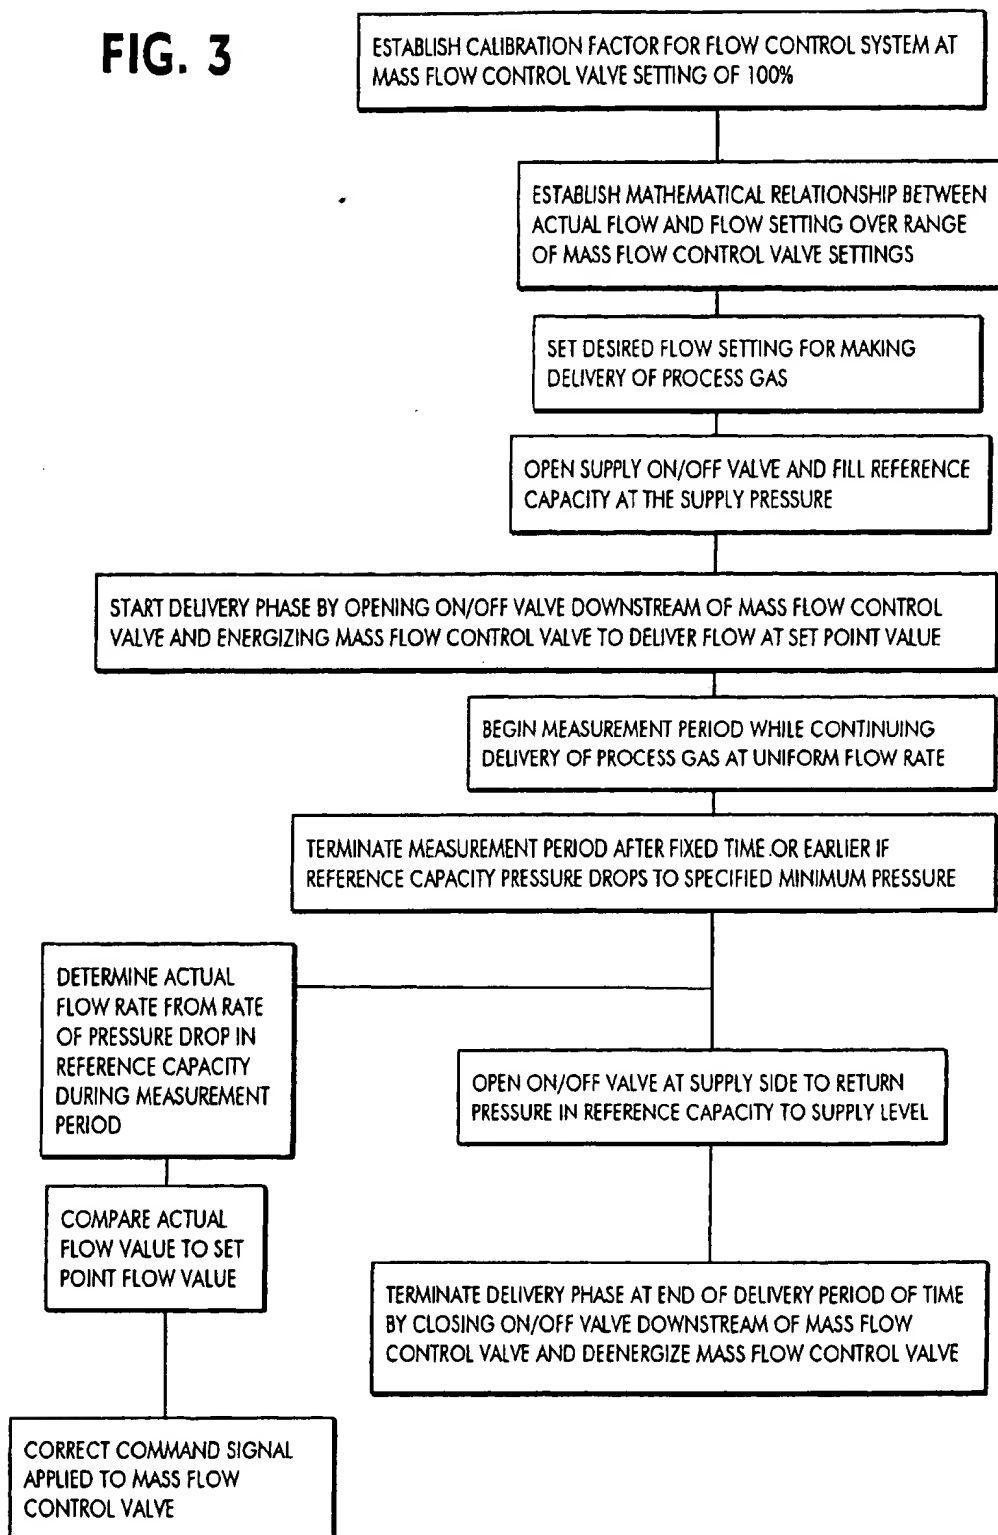 FIG. 3
ESTABLISH CALIBRATION FACTOR FOR FLOW CONTROL SYSTEM AT
MASS FLOW CONTROL VALVE SETTING OF 100%
ESTABLISH MATHEMATICAL RELATIONSHIP BETWEEN
ACTUAL FLOW AND FLOW SETTING OVER RANGE
OF MASS FLOW CONTROL VALVE SETTINGS
SET DESIRED FLOW SETTING FOR MAKING
DELIVERY OF PROCESS GAS
OPEN SUPPLY ON/OFF VALVE AND FILL REFERENCE
CAPACITY AT THE SUPPLY PRESSURE
START DELIVERY PHASE BY OPENING ON/OFF VALVE DOWNSTREAM OF MASS FLOW CONTROL
VALVE AND ENERGIZING MASS FLOW CONTROL VALVE TO DELIVER FLOW AT SET POINT VALUE
BEGIN MEASUREMENT PERIOD WHILE CONTINUING
DELIVERY OF PROCESS GAS AT UNIFORM FLOW RATE
TERMINATE MEASUREMENT PERIOD AFTER FIXED TIME OR EARLIER IF
REFERENCE CAPACITY PRESSURE DROPS TO SPECIFIED MINIMUM PRESSURE
DETERMINE ACTUAL
FLOW RATE FROM RATE
OF PRESSURE DROP IN
REFERENCE CAPACITY
DURING MEASUREMENT
PERIOD
OPEN ON/OFF VALVE AT SUPPLY SIDE TO RETURN
PRESSURE IN REFERENCE CAPACITY TO SUPPLY LEVEL
COMPARE ACTUAL
FLOW VALUE TO SET
POINT FLOW VALUE
TERMINATE DELIVERY PHASE AT END OF DELIVERY PERIOD OF TIME
BY CLOSING ON/OFF VALVE DOWNSTREAM OF MASS FLOW
CONTROL VALVE AND DEENERGIZE MASS FLOW CONTROL VALVE
CORRECT COMMAND SIGNAL
APPLIED TO MASS FLOW
CONTROL VALVE